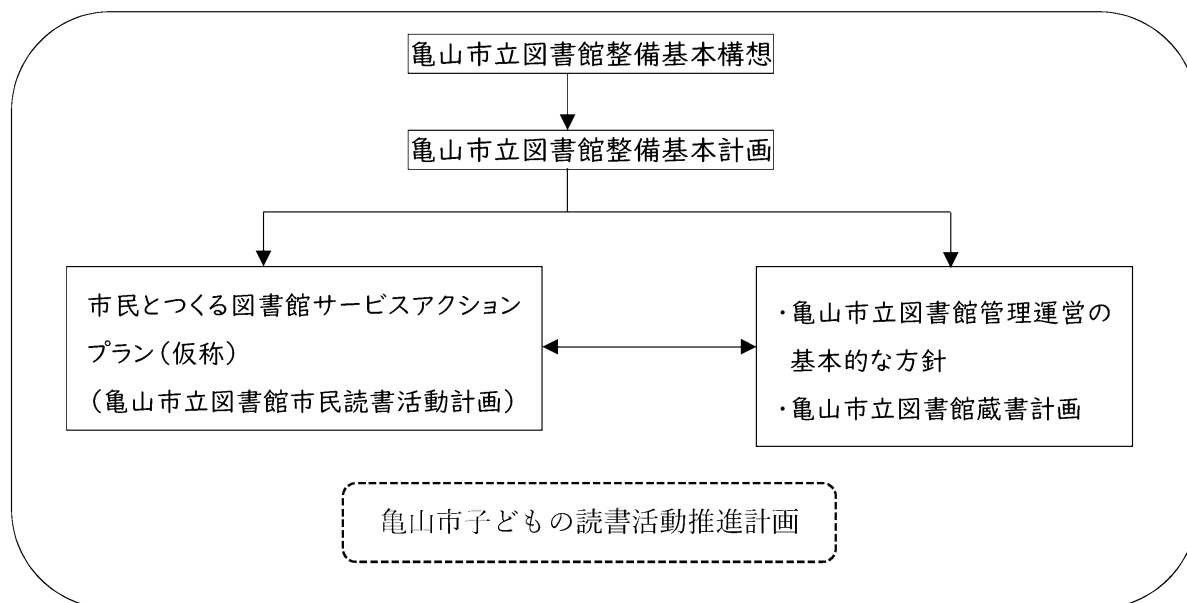 亀山市立図書館整備基本構想
亀山市立図書館整備基本計画
市民とつくる図書館サービスアクション
プラン(仮称)
(亀山市立図書館市民読書活動計画)
・亀山市立図書館管理運営の
基本的な方針
・亀山市立図書館蔵書計画
亀山市子どもの読書活動推進計画